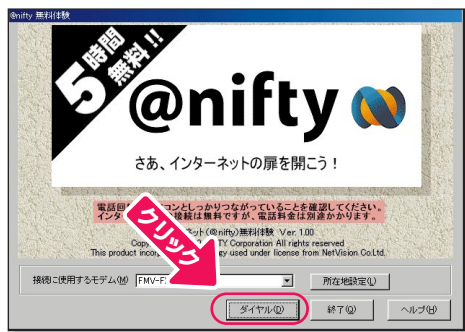 @nifty 無料体験
5時間
無料!!
@nifty
さあ、インターネットの扉を開こう！
電話回 コンとしっかりつながっていることを確認してください。
インタ 接続は無料ですが、電話料金は別途かかります。
ット(@nifty)無料体験 Ver. 1.00
Copy TY Corporation All rights reserved
This product incor gy used under license from NetVision Co.Ltd.
クリック
接続に使用するモデム(M) FMV-F
所在地設定(L)
ダイヤル(D) 終了(Q) ヘルプ(H)